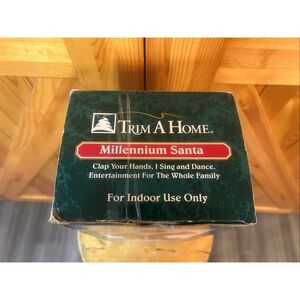 TRIM A HOME
Millennium Santa
Clap Your Hands, I Sing and Dance.
Entertainment For The Whole Family
For Indoor Use Only